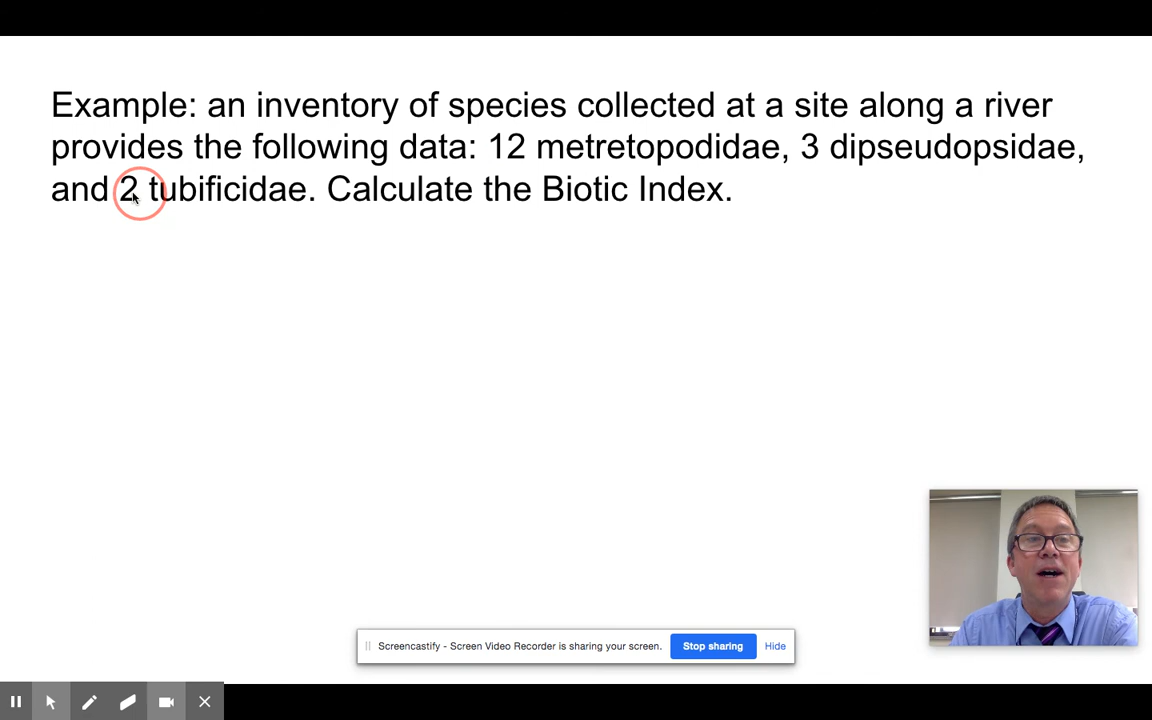 Example: an inventory of species collected at a site along a river
provides the following data: 12 metretopodidae, 3 dipseudopsidae,
and 2 tubificidae. Calculate the Biotic Index.
Screencastify - Screen Video Recorder is sharing your screen. Stop sharing Hide